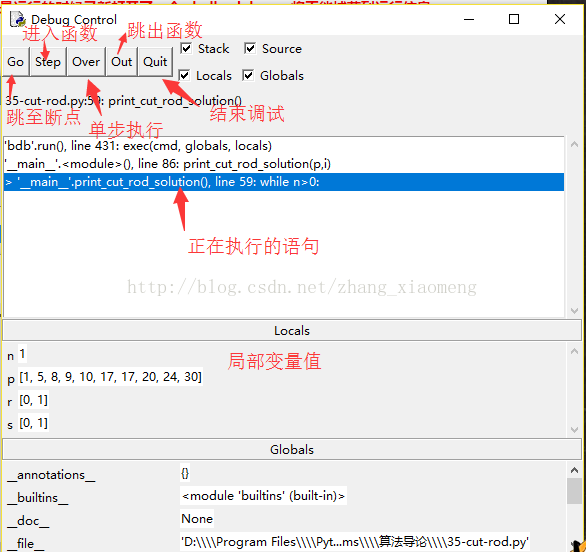 Debug Control
进入函数
跳出函数
Go
Step
Over
Out
Quit
Stack
Source
Locals
Globals
35-cut-rod.py:59: print_cut_rod_solution()
跳至断点
单步执行
结束调试
'bdb'.run(), line 431: exec(cmd, globals, locals)
'__main__'.<module>(), line 86: print_cut_rod_solution(p,i)
> '__main__'.print_cut_rod_solution(), line 59: while n>0:
正在执行的语句
http://blog.csdn.net/zhang_xiaomeng
Locals
局部变量值
n 1
p [1, 5, 8, 9, 10, 17, 17, 20, 24, 30]
r [0, 1]
s [0, 1]
Globals
__annotations__ {}
__builtins__ <module 'builtins' (built-in)>
__doc__ None
__file__ 'D:\\\\Program Files\\\\Pyt...ms\\\\算法导论\\\\35-cut-rod.py'